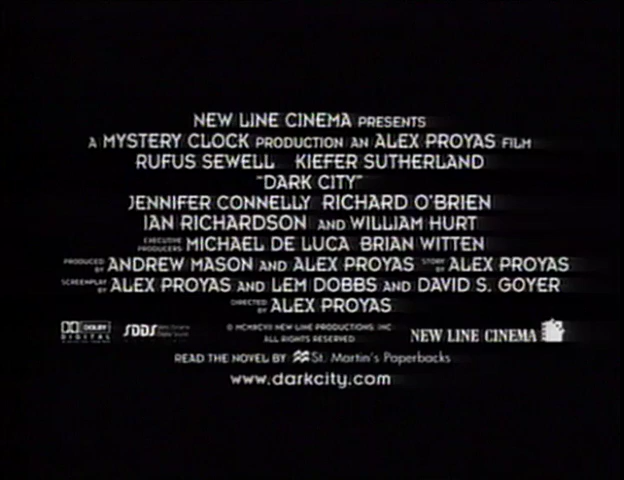 NEW LINE CINEMA PRESENTS
A MYSTERY CLOCK PRODUCTION AN ALEX PROYAS FILM
RUFUS SEWELL KIEFER SUTHERLAND
"DARK CITY"
JENNIFER CONNELLY RICHARD O'BRIEN
IAN RICHARDSON AND WILLIAM HURT
EXECUTIVE PRODUCERS MICHAEL DE LUCA BRIAN WITTEN
PRODUCED BY ANDREW MASON AND ALEX PROYAS STORY BY ALEX PROYAS
SCREENPLAY BY ALEX PROYAS AND LEM DOBBS AND DAVID S. GOYER
DIRECTED BY ALEX PROYAS
DOLBY DIGITAL SDDS © MCMXCVII NEW LINE PRODUCTIONS, INC. NEW LINE CINEMA
ALL RIGHTS RESERVED
READ THE NOVEL BY St. Martin's Paperbacks
www.darkcity.com